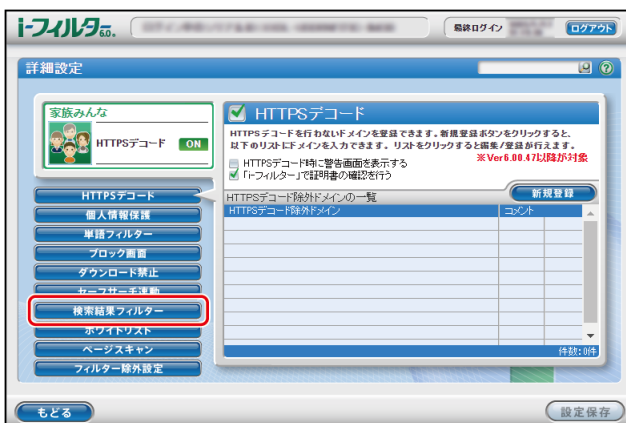 i-フィルター6.0.
最終ログイン
ログアウト
詳細設定
家族みんな
HTTPSデコード ON
HTTPSデコード
HTTPSデコードを行わないドメインを登録できます。新規登録ボタンをクリックすると、
以下のリストにドメインを入力できます。リストをクリックすると編集/登録が行えます。
※Ver6.00.47以降が対象
HTTPSデコード時に警告画面を表示する
「i-フィルター」で証明書の確認を行う
HTTPSデコード除外ドメインの一覧
新規登録
HTTPSデコード除外ドメイン コメント
件数:0件
HTTPSデコード
個人情報保護
単語フィルター
ブロック画面
ダウンロード禁止
セーフサーチ連動
検索結果フィルター
ホワイトリスト
ページスキャン
フィルター除外設定
もどる
設定保存